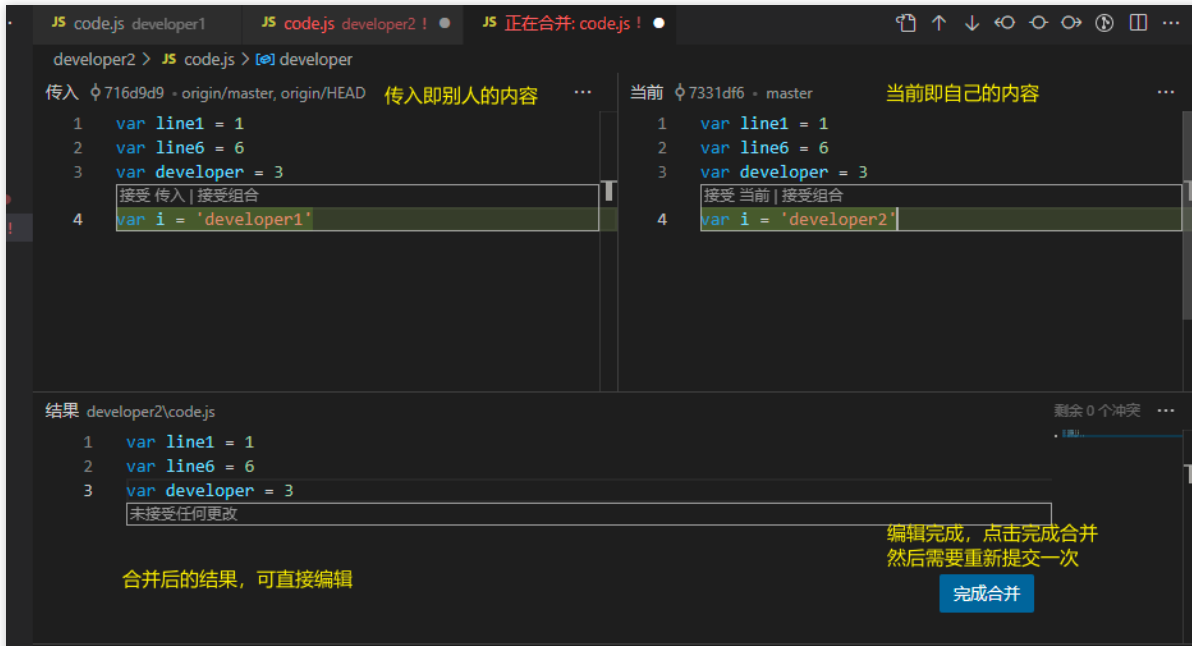 JS code.js developer1
JS code.js developer2 ! ●
JS 正在合并: code.js ! ●
developer2 > JS code.js > developer
传入 716d9d9 • origin/master, origin/HEAD 传入即别人的内容 ···
1 var line1 = 1
2 var line6 = 6
3 var developer = 3
接受 传入 | 接受组合
4 var i = 'developer1'
当前 7331df6 • master 当前即自己的内容 ···
1 var line1 = 1
2 var line6 = 6
3 var developer = 3
接受 当前 | 接受组合
4 var i = 'developer2'
结果 developer2\code.js 剩余 0 个冲突 ···
1 var line1 = 1
2 var line6 = 6
3 var developer = 3
未接受任何更改
合并后的结果，可直接编辑
编辑完成，点击完成合并
然后需要重新提交一次
完成合并